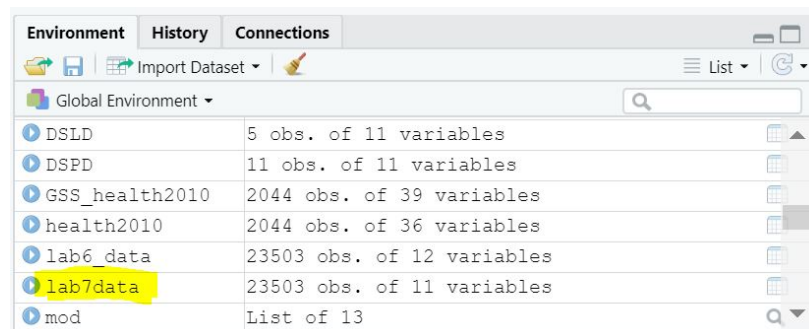 Environment History Connections
Import Dataset List
Global Environment
DSLD 5 obs. of 11 variables
DSPD 11 obs. of 11 variables
GSS_health2010 2044 obs. of 39 variables
health2010 2044 obs. of 36 variables
lab6_data 23503 obs. of 12 variables
lab7data 23503 obs. of 11 variables
mod List of 13